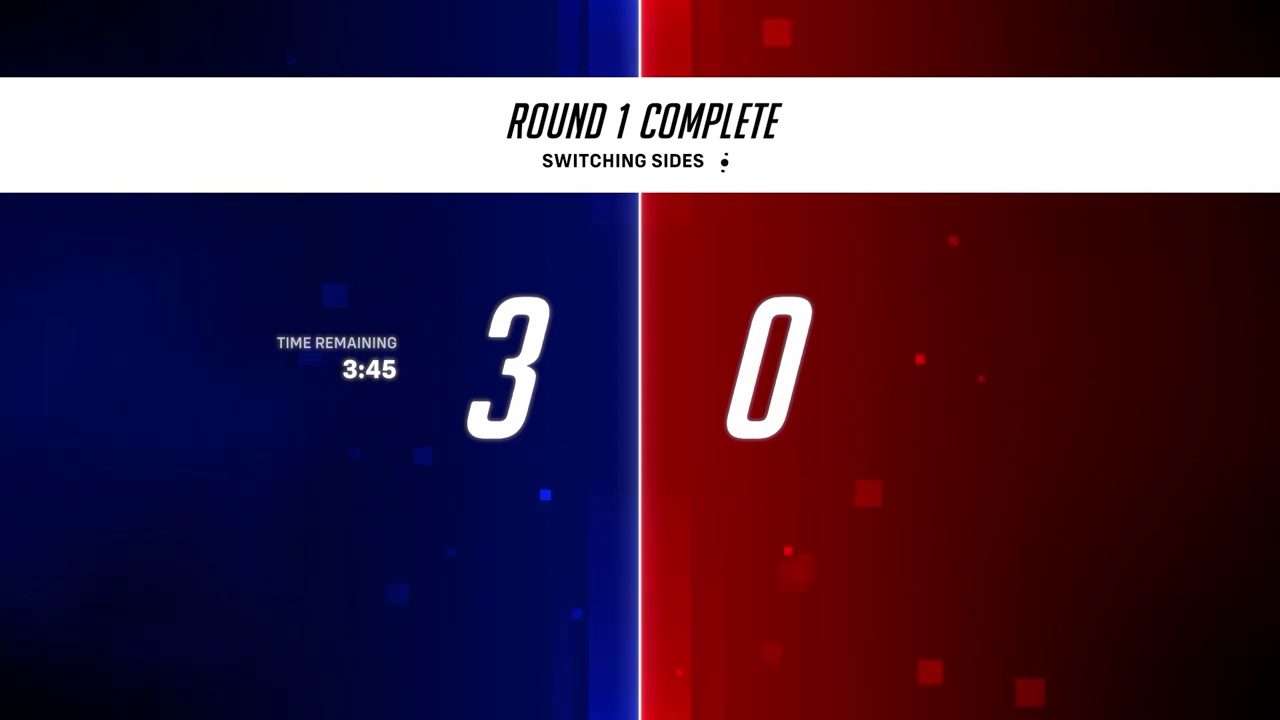 ROUND 1 COMPLETE
SWITCHING SIDES
TIME REMAINING
3:45
3
0